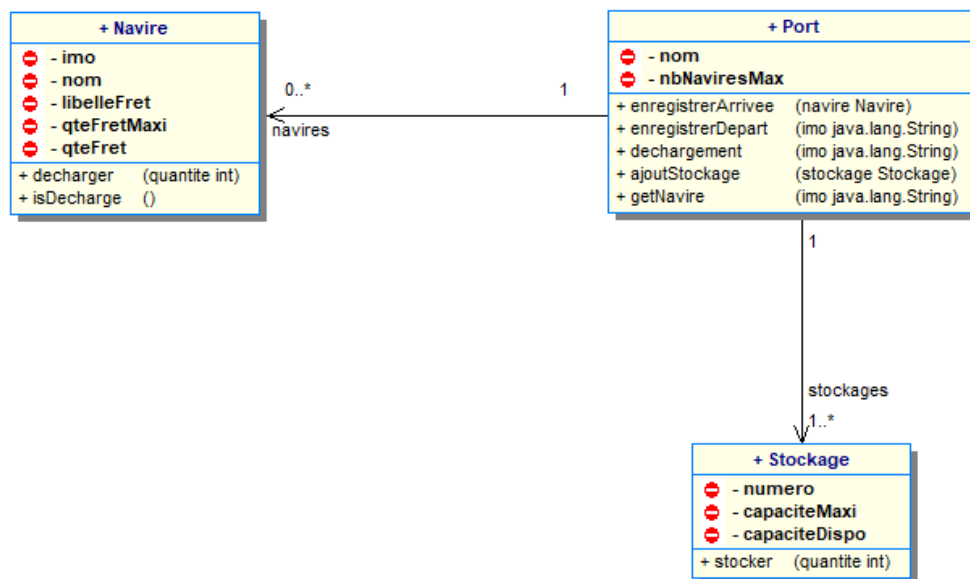 + Navire
- imo
- nom
- libelleFret
- qteFretMaxi
- qteFret
+ decharger (quantite int)
+ isDecharge ()
0..*
1
navires
+ Port
- nom
- nbNaviresMax
+ enregistrerArrivee (navire Navire)
+ enregistrerDepart (imo java.lang.String)
+ dechargement (imo java.lang.String)
+ ajoutStockage (stockage Stockage)
+ getNavire (imo java.lang.String)
1
stockages
1..*
+ Stockage
- numero
- capaciteMaxi
- capaciteDispo
+ stocker (quantite int)